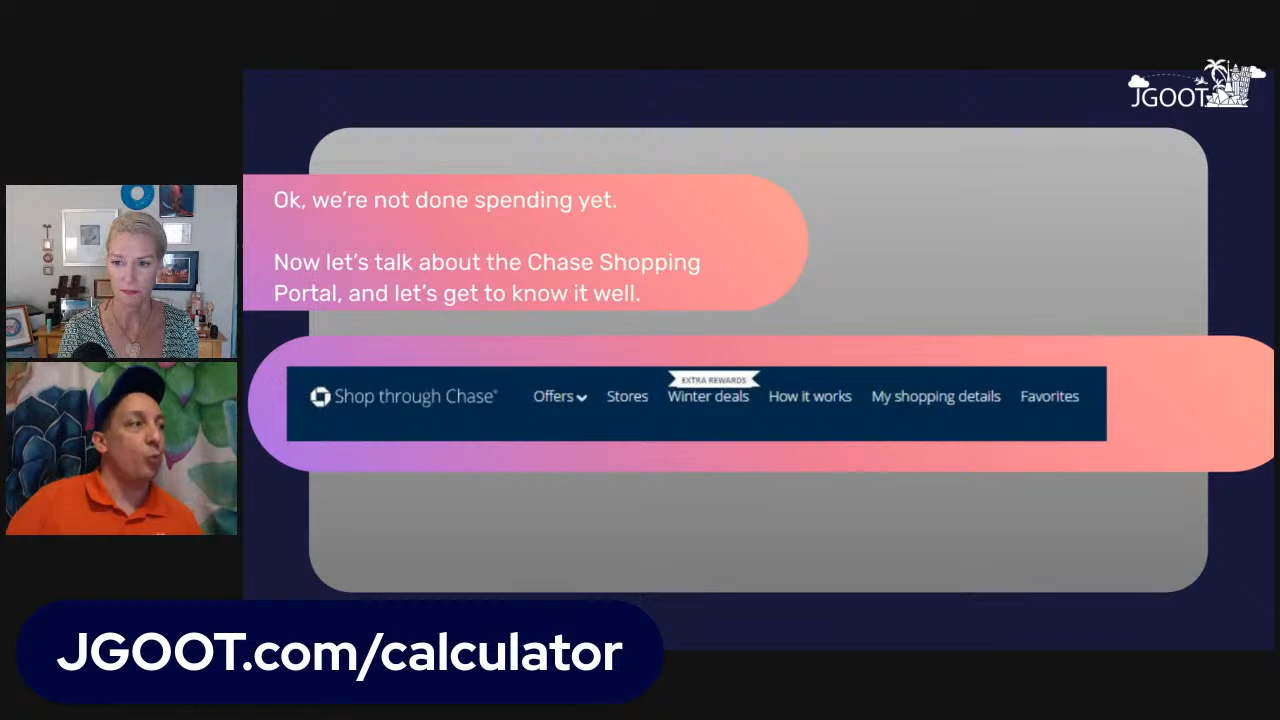 JGOOT
Ok, we’re not done spending yet.
Now let’s talk about the Chase Shopping
Portal, and let’s get to know it well.
EXTRA REWARDS
Shop through Chase® Offers Stores Winter deals How it works My shopping details Favorites
JGOOT.com/calculator